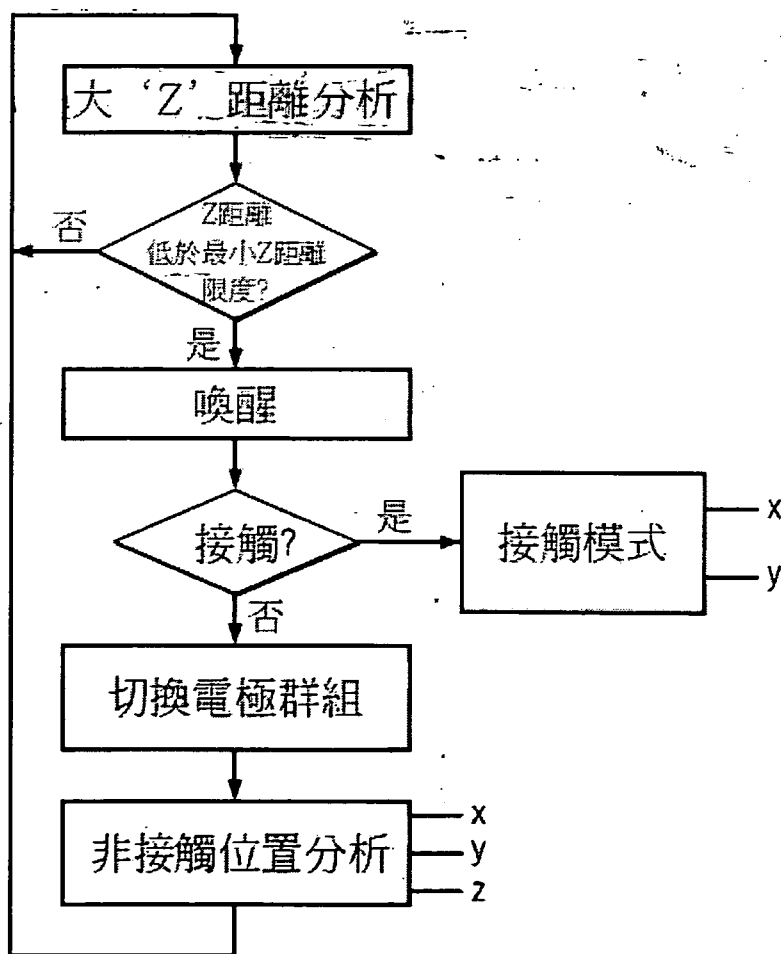 大‘Z’距離分析
Z距離
低於最小Z距離
限度?
否
是
喚醒
接觸?
是
接觸模式
x
y
否
切換電極群組
非接觸位置分析
x
y
z